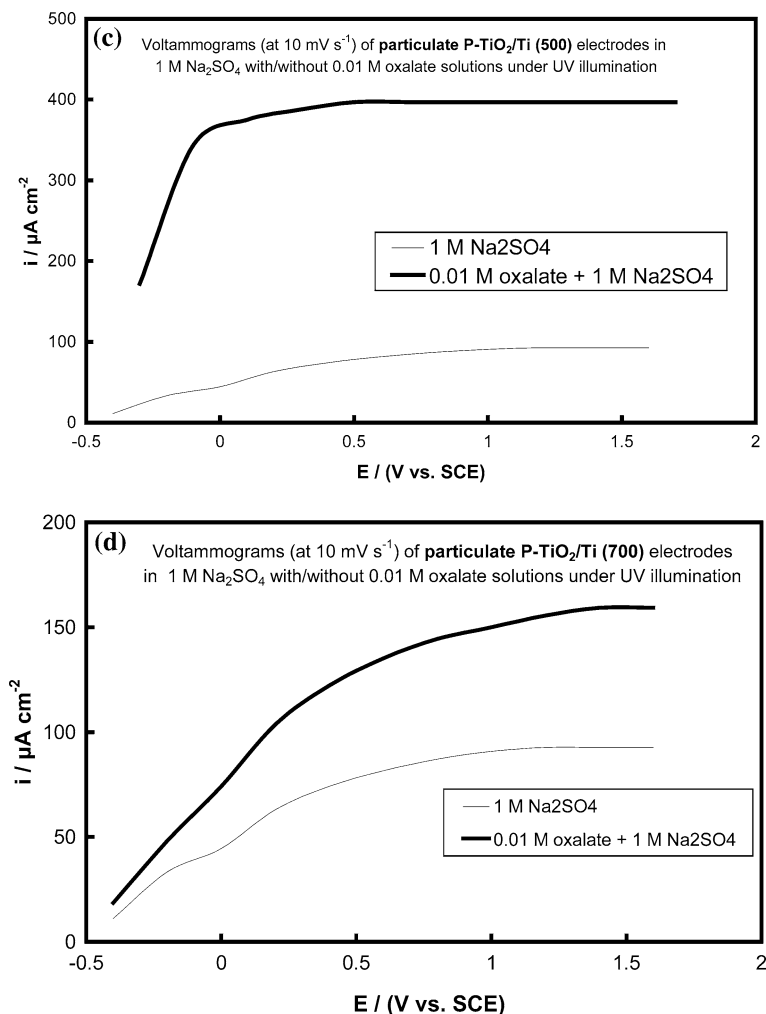 500
(c)
Voltammograms (at 10 mV s⁻¹) of particulate P-TiO₂/Ti (500) electrodes in
1 M Na₂SO₄ with/without 0.01 M oxalate solutions under UV illumination
400
300
i / µA cm⁻²
1 M Na2SO4
0.01 M oxalate + 1 M Na2SO4
200
100
0
-0.5 0 0.5 1 1.5 2
E / (V vs. SCE)
200
(d)
Voltammograms (at 10 mV s⁻¹) of particulate P-TiO₂/Ti (700) electrodes
in 1 M Na₂SO₄ with/without 0.01 M oxalate solutions under UV illumination
150
i / µA cm⁻²
100
1 M Na2SO4
0.01 M oxalate + 1 M Na2SO4
50
0
-0.5 0 0.5 1 1.5 2
E / (V vs. SCE)